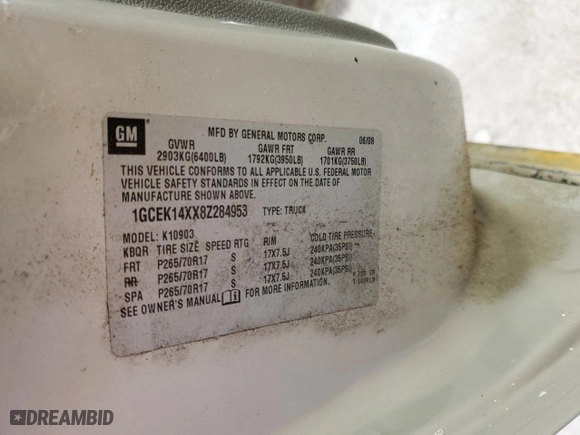 GM
MFD BY GENERAL MOTORS CORP. 06/08
GVWR GAWR FRT GAWR RR
2903KG(6400LB) 1792KG(3950LB) 1701KG(3750LB)
THIS VEHICLE CONFORMS TO ALL APPLICABLE U.S. FEDERAL MOTOR
VEHICLE SAFETY STANDARDS IN EFFECT ON THE DATE OF
MANUFACTURE SHOWN ABOVE.
1GCEK14XX8Z284953 TYPE: TRUCK
MODEL: K10903
KBQR TIRE SIZE SPEED RTG RIM COLD TIRE PRESSURE
FRT P265/70R17 S 17X7.5J 240KPA(35PSI)
RR P265/70R17 S 17X7.5J 240KPA(35PSI)
SPA P265/70R17 S 17X7.5J 240KPA(35PSI)
SEE OWNER'S MANUAL FOR MORE INFORMATION.
DREAMBID